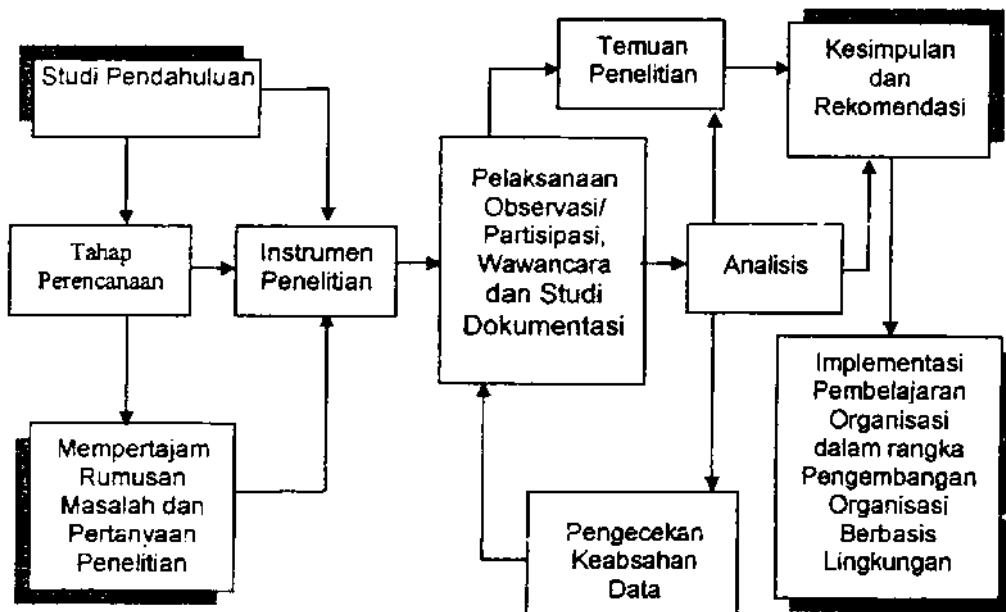 Studi Pendahuluan
Tahap
Perencanaan
Mempertajam
Rumusan
Masalah dan
Pertanyaan
Penelitian
Instrumen
Penelitian
Pelaksanaan
Observasi/
Partisipasi,
Wawancara
dan Studi
Dokumentasi
Temuan
Penelitian
Analisis
Pengecekan
Keabsahan
Data
Kesimpulan
dan
Rekomendasi
Implementasi
Pembelajaran
Organisasi
dalam rangka
Pengembangan
Organisasi
Berbasis
Lingkungan